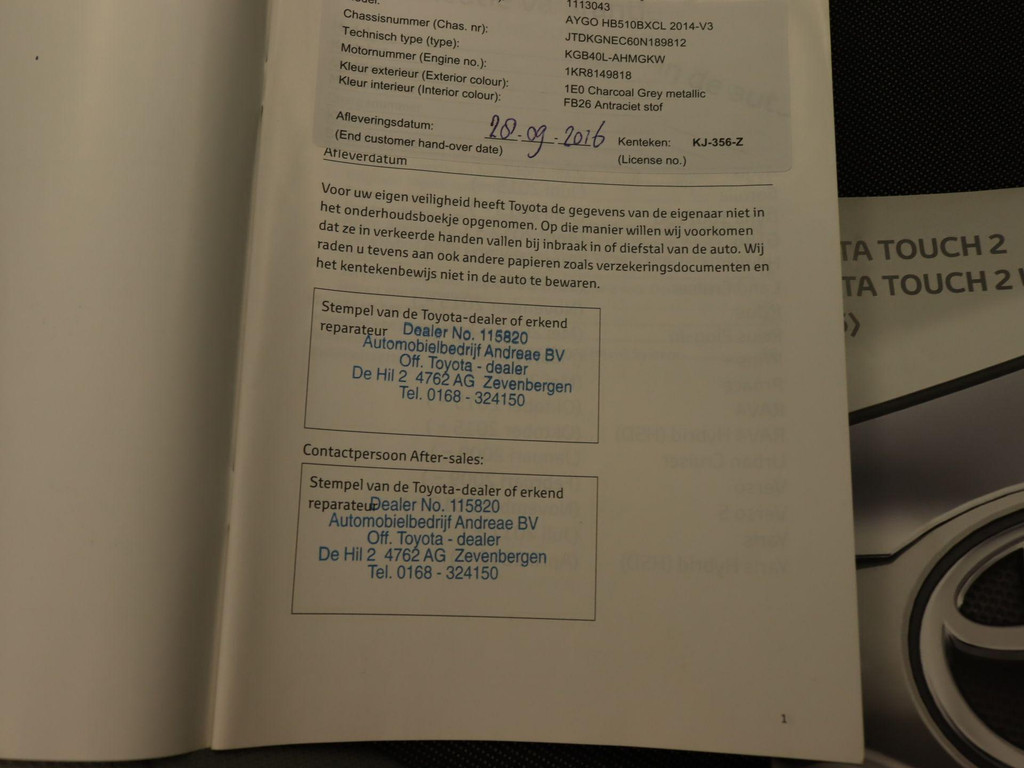 1113043
AYGO HB510BXCL 2014-V3
Chassisnummer (Chas. nr): JTDKGNEC60N189812
Technisch type (type): KGB40L-AHMGKW
Motornummer (Engine no.): 1KR8149818
Kleur exterieur (Exterior colour): 1E0 Charcoal Grey metallic
Kleur interieur (Interior colour): FB26 Antraciet stof
Afleveringsdatum: 28-09-2016 Kenteken: KJ-356-Z
(End customer hand-over date) (License no.)
Afleverdatum
Voor uw eigen veiligheid heeft Toyota de gegevens van de eigenaar niet in
het onderhoudsboekje opgenomen. Op die manier willen wij voorkomen
dat ze in verkeerde handen vallen bij inbraak in of diefstal van de auto. Wij
raden u tevens aan ook andere papieren zoals verzekeringsdocumenten en
het kentekenbewijs niet in de auto te bewaren.
Stempel van de Toyota-dealer of erkend
reparateur Dealer No. 115820
Automobielbedrijf Andreae BV
Off. Toyota - dealer
De Hil 2 4762 AG Zevenbergen
Tel. 0168 - 324150
Contactpersoon After-sales:
Stempel van de Toyota-dealer of erkend
reparateur Dealer No. 115820
Automobielbedrijf Andreae BV
Off. Toyota - dealer
De Hil 2 4762 AG Zevenbergen
Tel. 0168 - 324150
1
TA TOUCH 2
TA TOUCH 2